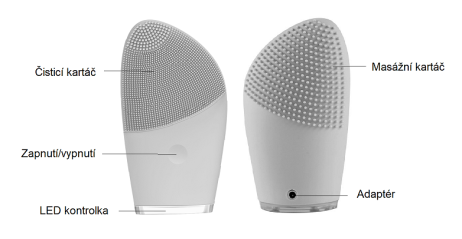 Čisticí kartáč
Masážní kartáč
Zapnutí/vypnutí
Adaptér
LED kontrolka